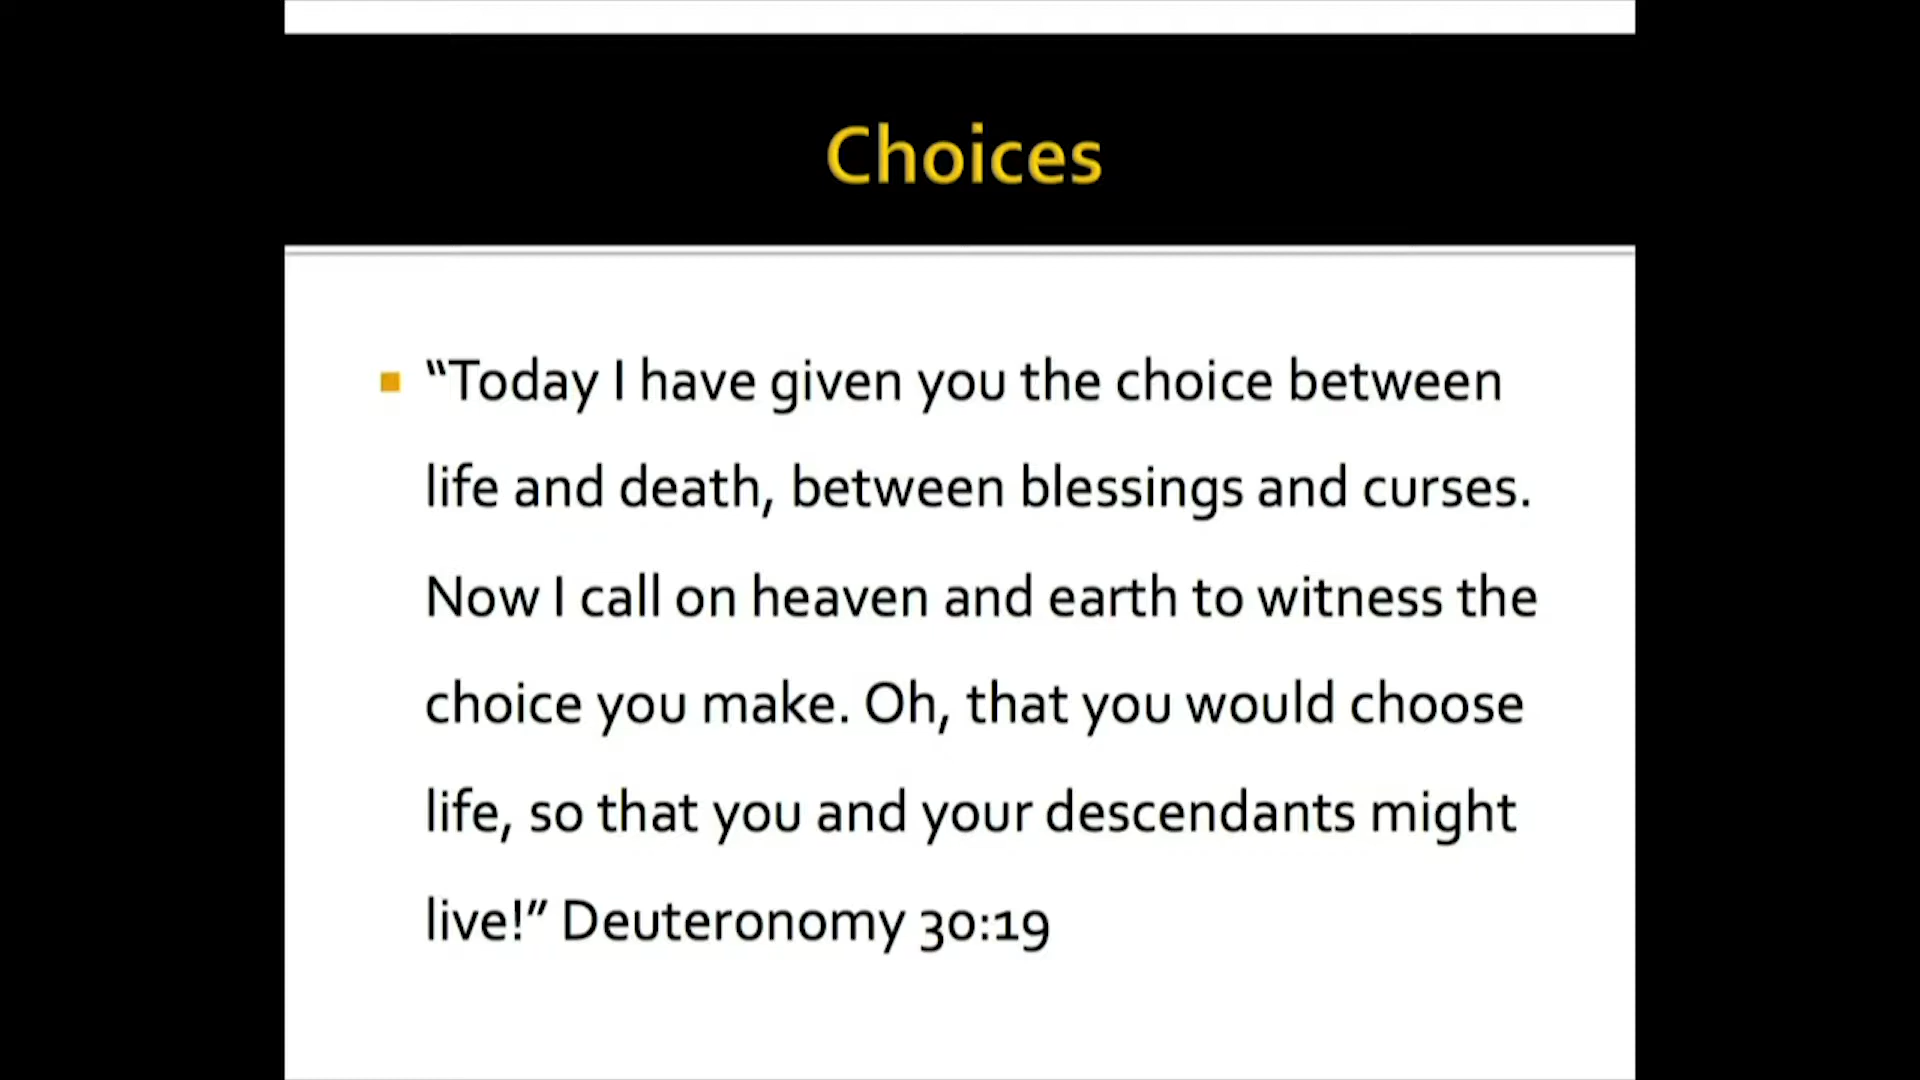 Choices
“Today I have given you the choice between
life and death, between blessings and curses.
Now I call on heaven and earth to witness the
choice you make. Oh, that you would choose
life, so that you and your descendants might
live!” Deuteronomy 30:19